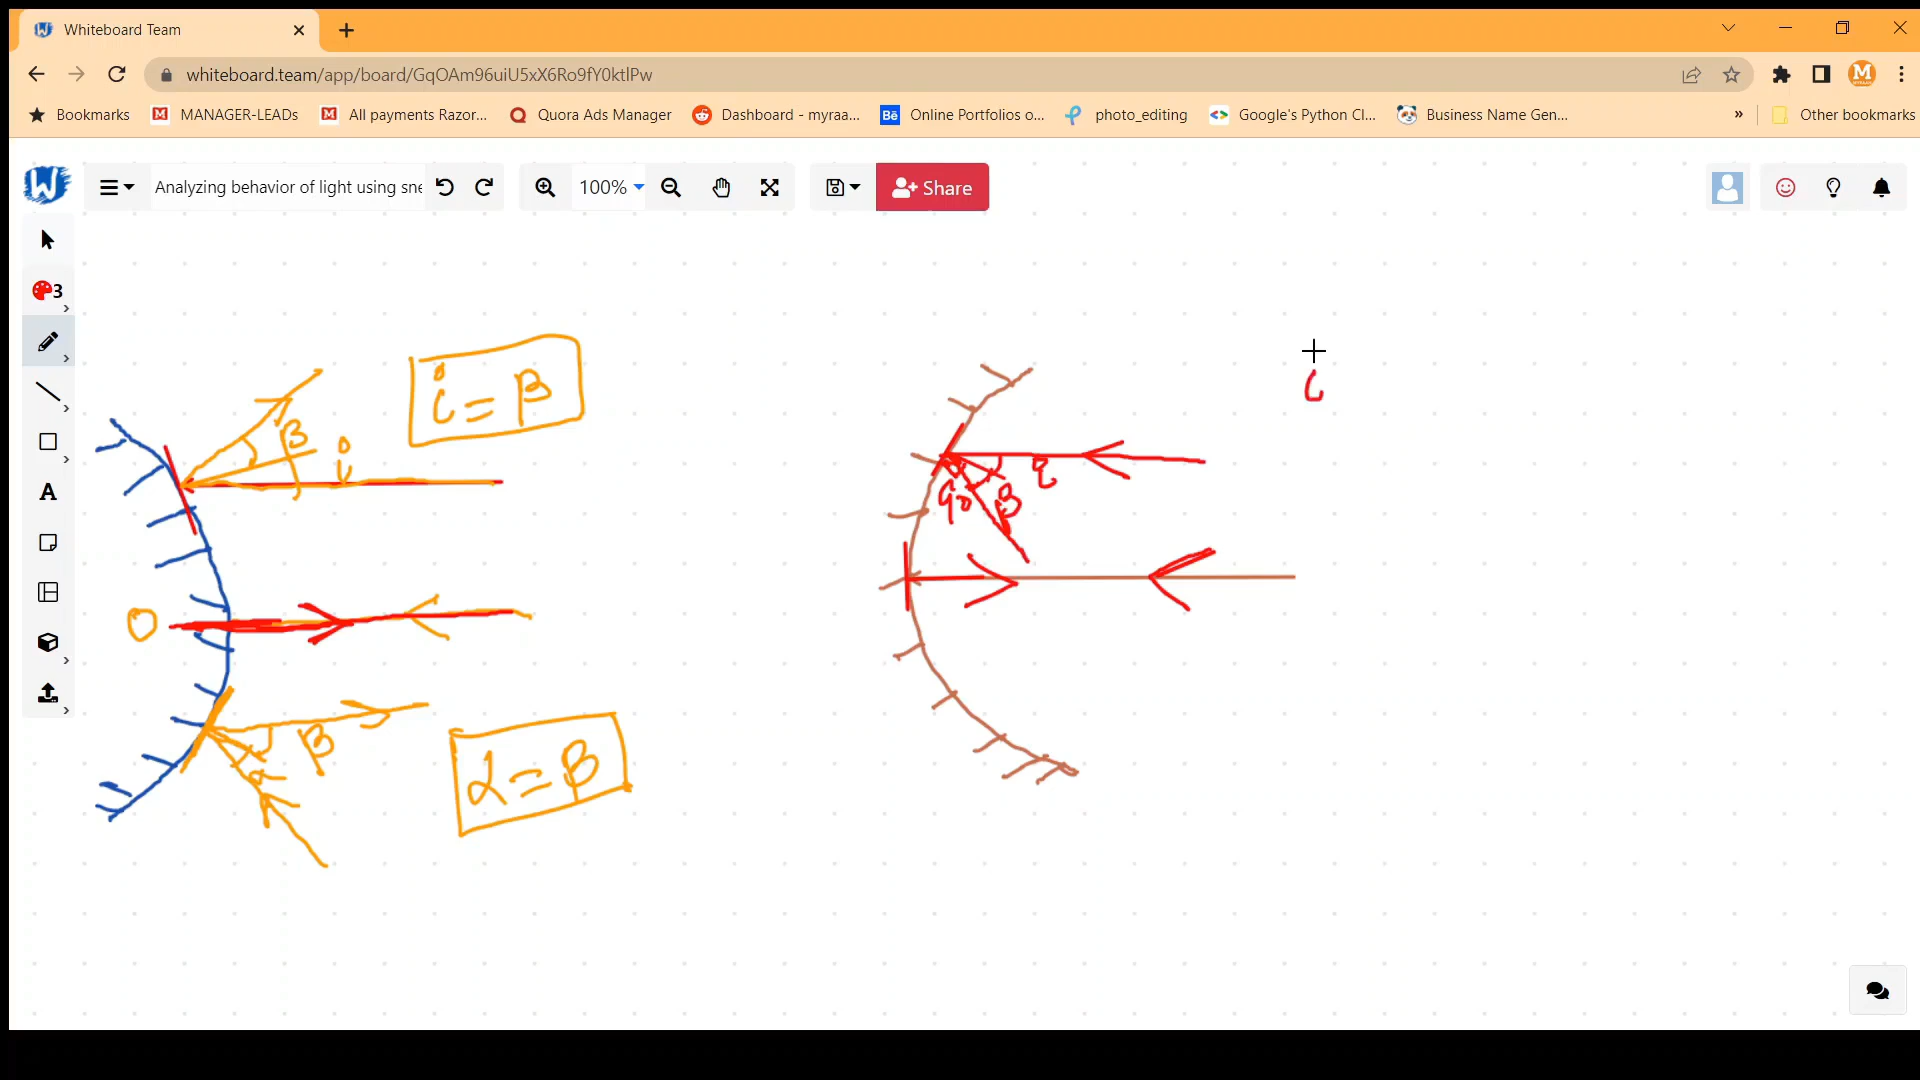 Whiteboard Team
whiteboard.team/app/board/GqOAm96uiU5xX6Ro9fY0ktlPw
M
Bookmarks
MANAGER-LEADs
All payments Razor...
Quora Ads Manager
Dashboard - myraa...
Bē Online Portfolios o...
photo_editing
Google's Python Cl...
Business Name Gen...
»
Other bookmarks
Analyzing behavior of light using sne
100%
Share
3
A
i = β
β
i
O
β
α
α = β
90
β
i